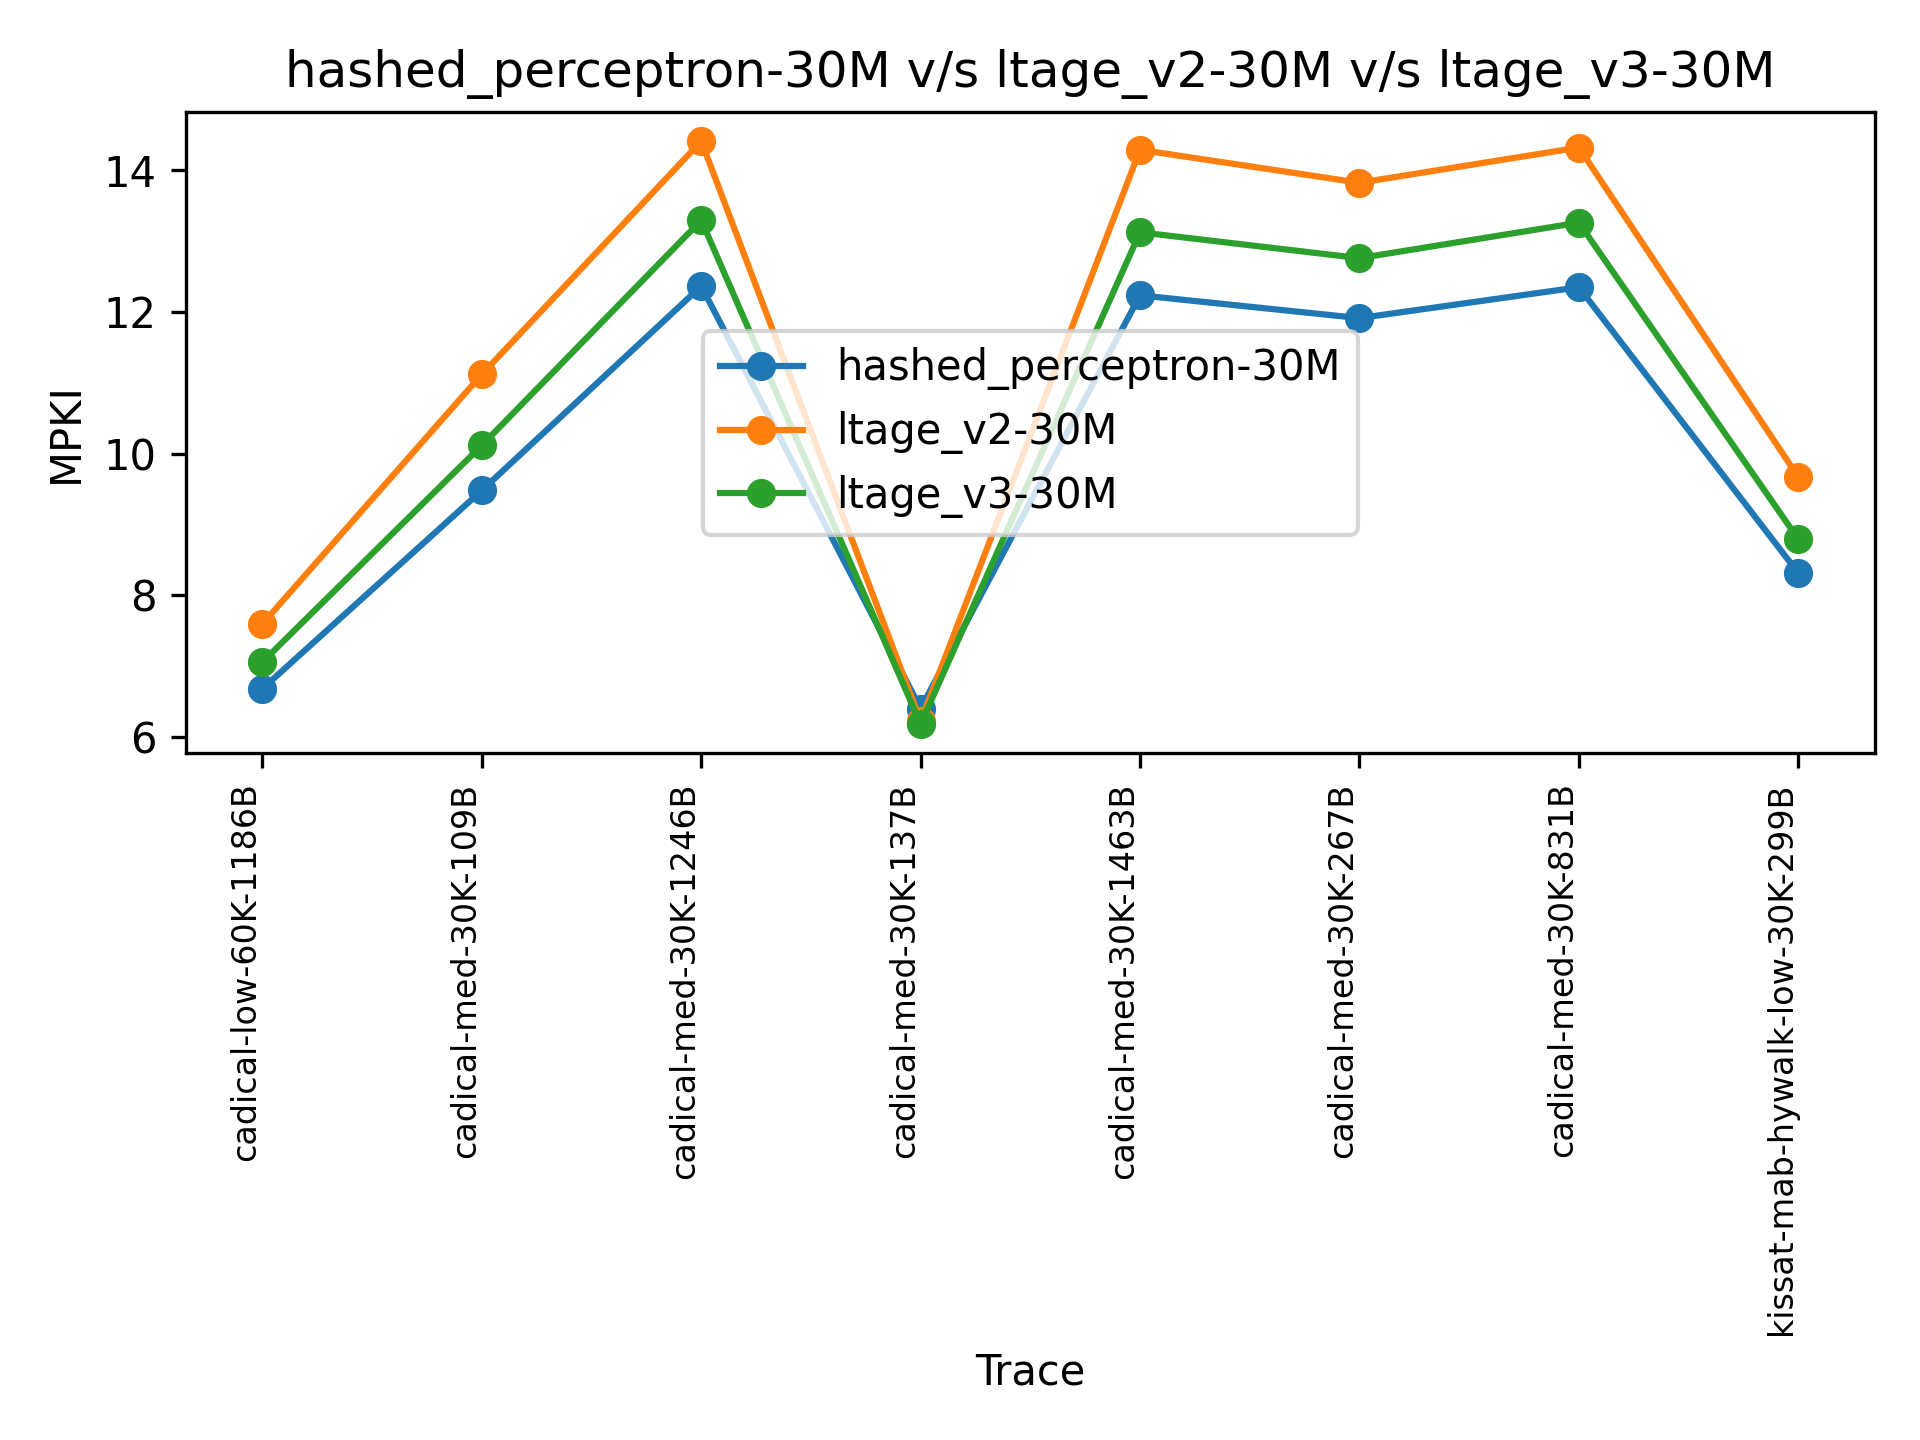 hashed_perceptron-30M v/s ltage_v2-30M v/s ltage_v3-30M
MPKI
14
12
10
8
6
hashed_perceptron-30M
ltage_v2-30M
ltage_v3-30M
cadical-low-60K-1186B
cadical-med-30K-109B
cadical-med-30K-1246B
cadical-med-30K-137B
cadical-med-30K-1463B
cadical-med-30K-267B
cadical-med-30K-831B
kissat-mab-hywalk-low-30K-299B
Trace